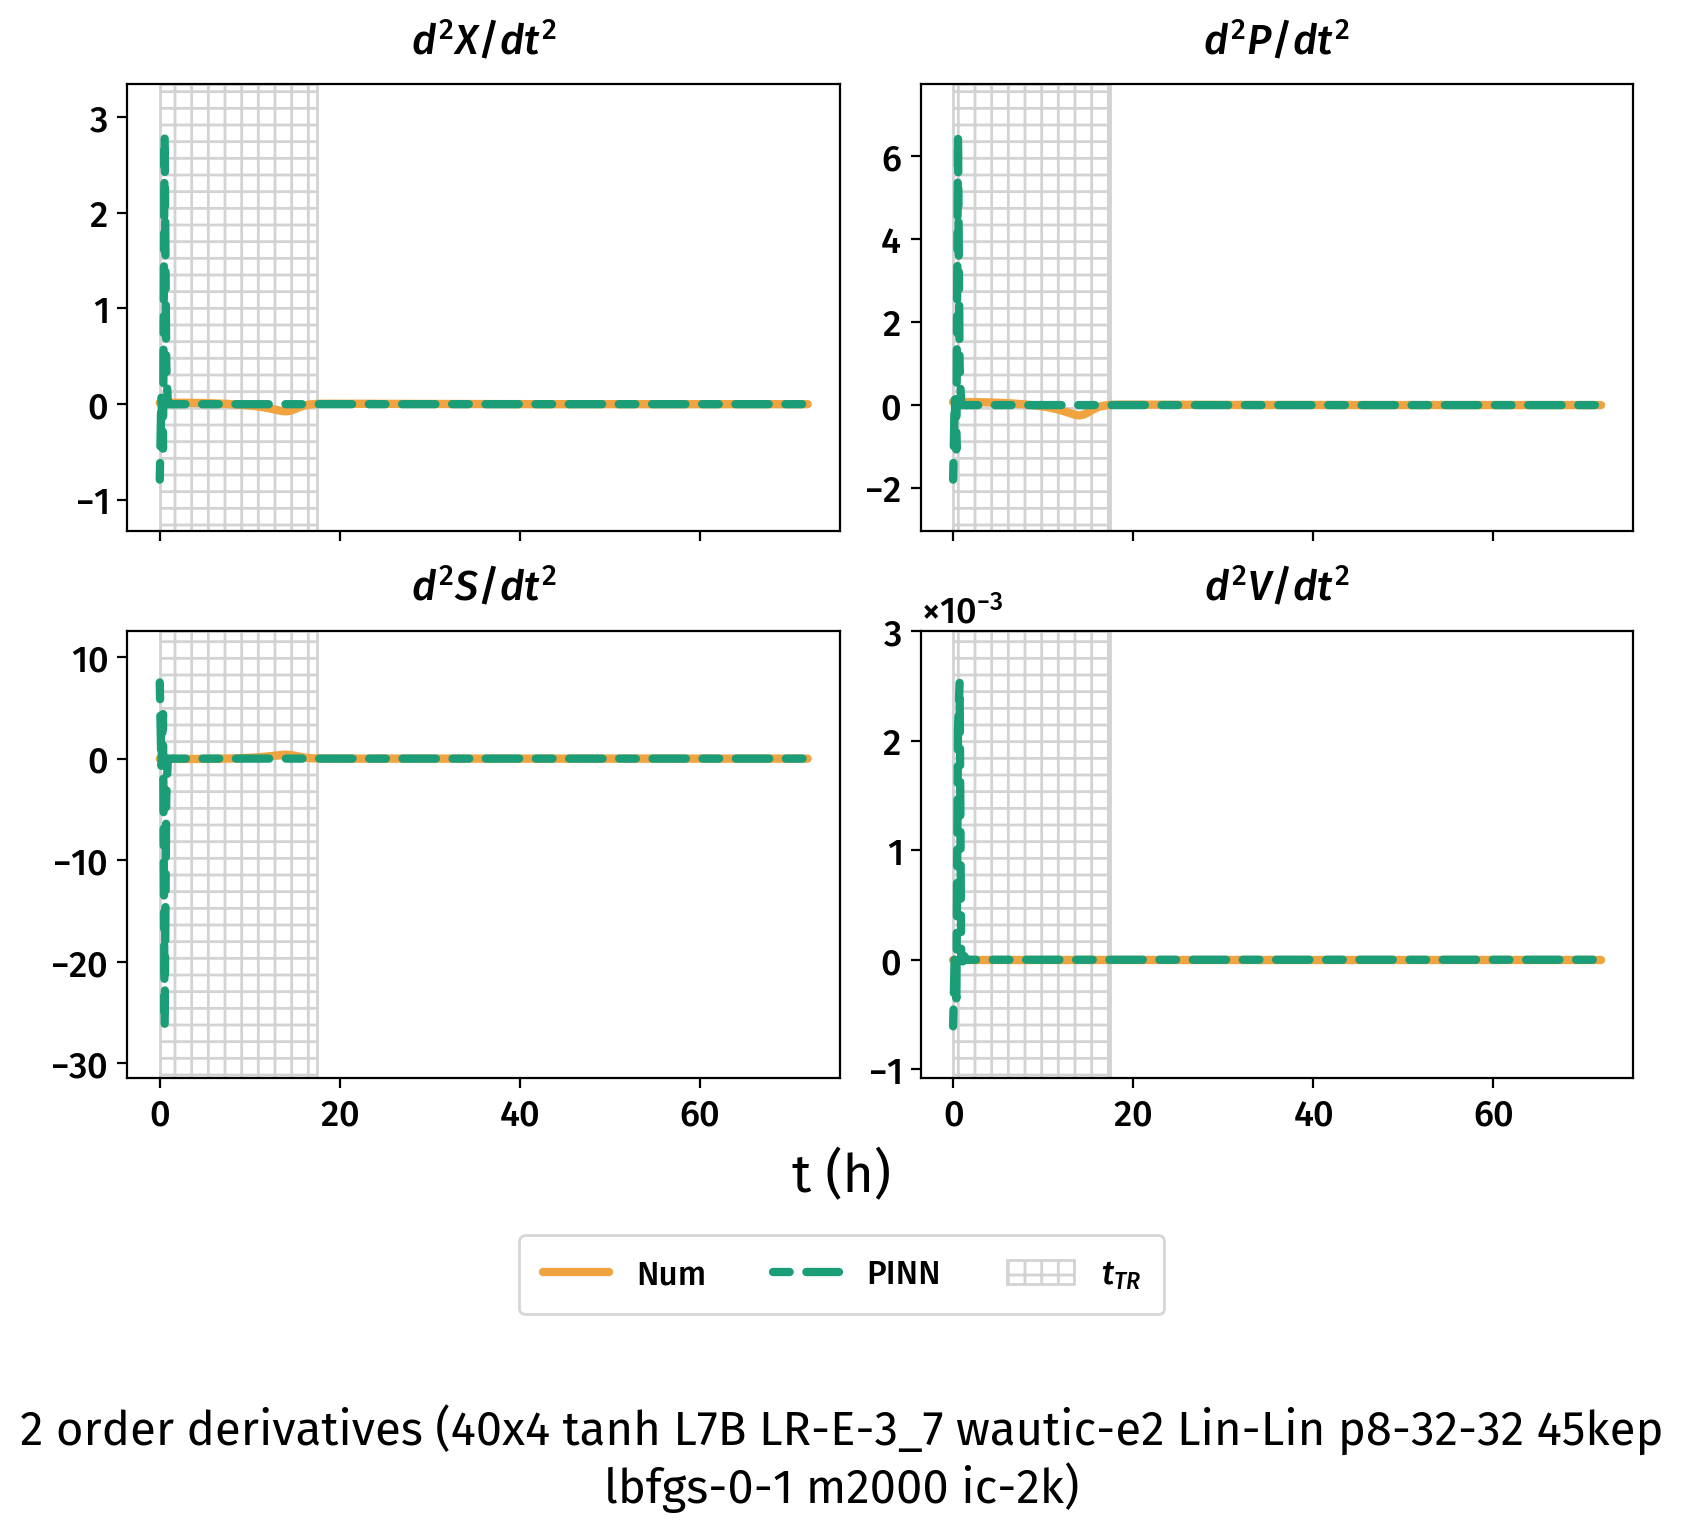 d²X/dt²
d²P/dt²
3
2
1
0
−1
6
4
2
0
−2
d²S/dt²
d²V/dt²
×10⁻³
10
0
−10
−20
−30
3
2
1
0
−1
0 20 40 60
0 20 40 60
t (h)
Num PINN t_TR
2 order derivatives (40x4 tanh L7B LR-E-3_7 wautic-e2 Lin-Lin p8-32-32 45kep
lbfgs-0-1 m2000 ic-2k)